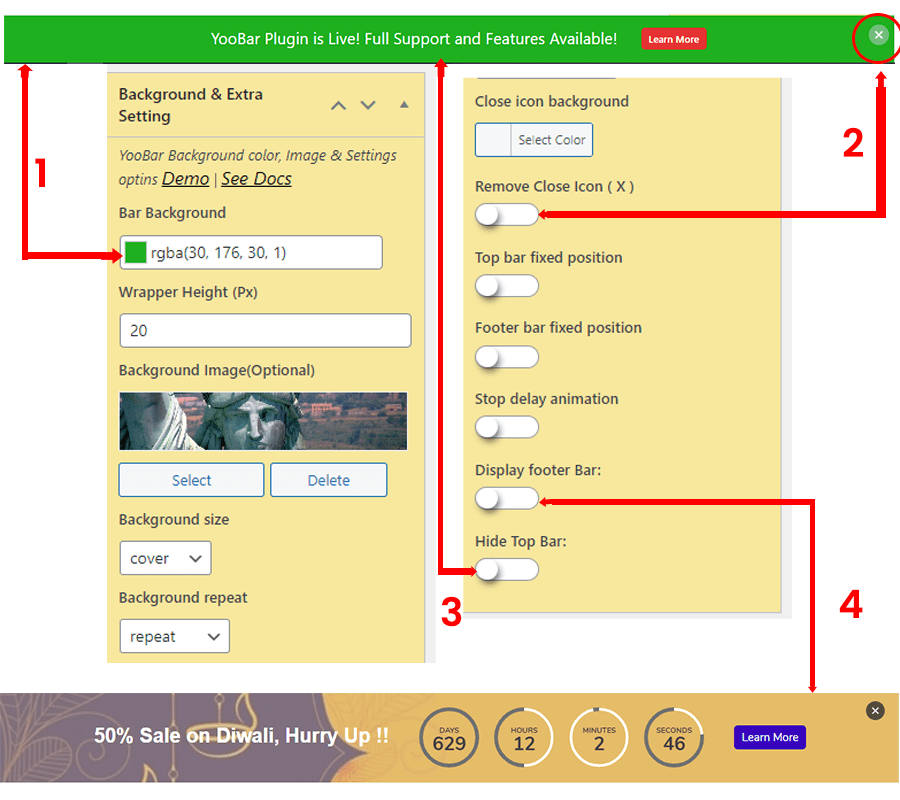 YooBar Plugin is Live! Full Support and Features Available!
Learn More
Background & Extra
Setting
YooBar Background color, Image & Settings
optins Demo | See Docs
Bar Background
rgba(30, 176, 30, 1)
Wrapper Height (Px)
20
Background Image(Optional)
Select
Delete
Background size
cover
Background repeat
repeat
1
Close icon background
Select Color
Remove Close Icon ( X )
Top bar fixed position
Footer bar fixed position
Stop delay animation
Display footer Bar:
Hide Top Bar:
2
3
4
50% Sale on Diwali, Hurry Up !!
DAYS
629
HOURS
12
MINUTES
2
SECONDS
46
Learn More